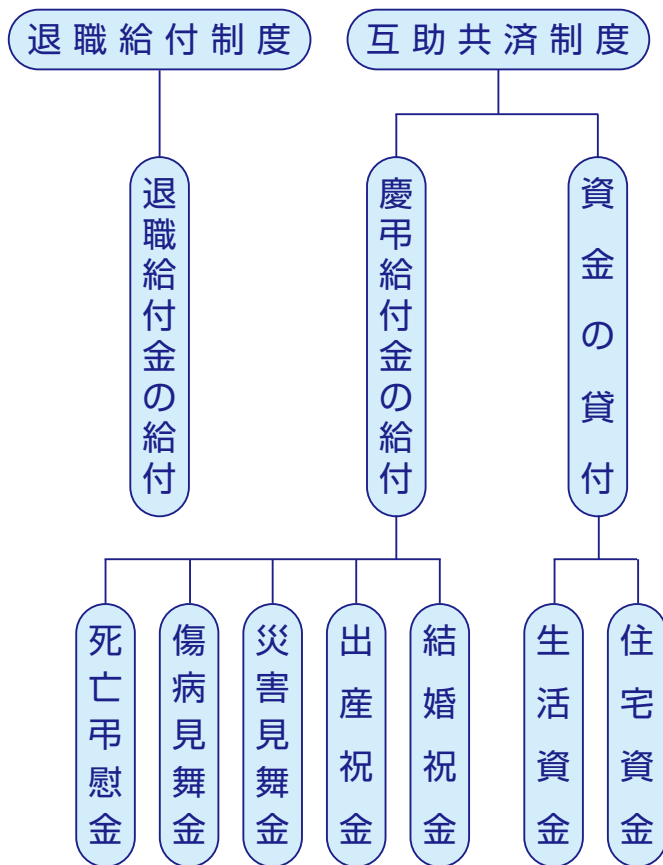 退職給付制度
互助共済制度
退職給付金の給付
慶弔給付金の給付
資金の貸付
死亡弔慰金
傷病見舞金
災害見舞金
出産祝金
結婚祝金
生活資金
住宅資金